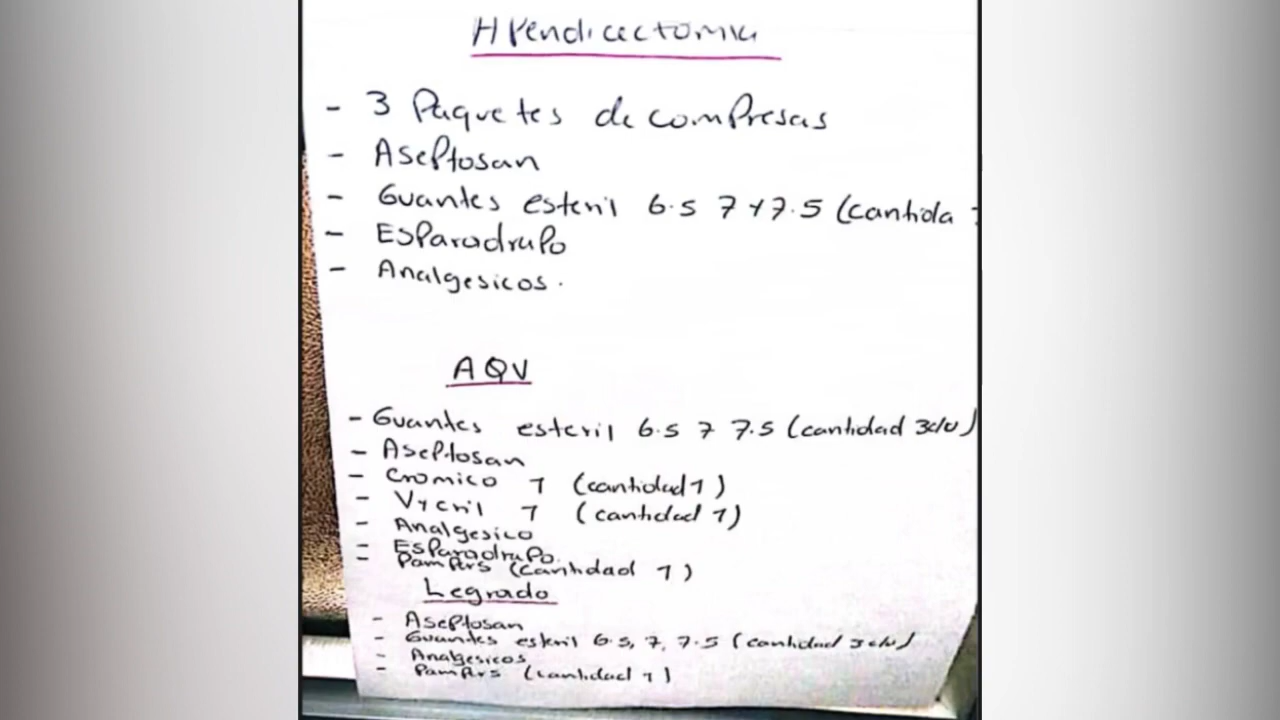 Apendicectomia
- 3 Paquetes de compresas
- Aseptosan
- Guantes esteril 6.5 7 y 7.5 (cantida
- Esparadrapo
- Analgesicos.
AQV
- Guantes esteril 6.5 7 7.5 (cantidad 3c/u)
- Aseptosan
- Cromico 1 (cantidad 1)
- Vycril 1 (cantidad 1)
- Analgesico
- Esparadrapo.
- Pampers (cantidad 1)
Legrado
- Aseptosan
- Guantes esteril 6.5, 7, 7.5 (cantidad 3c/u)
- Analgesicos
- Pampers (cantidad 1)